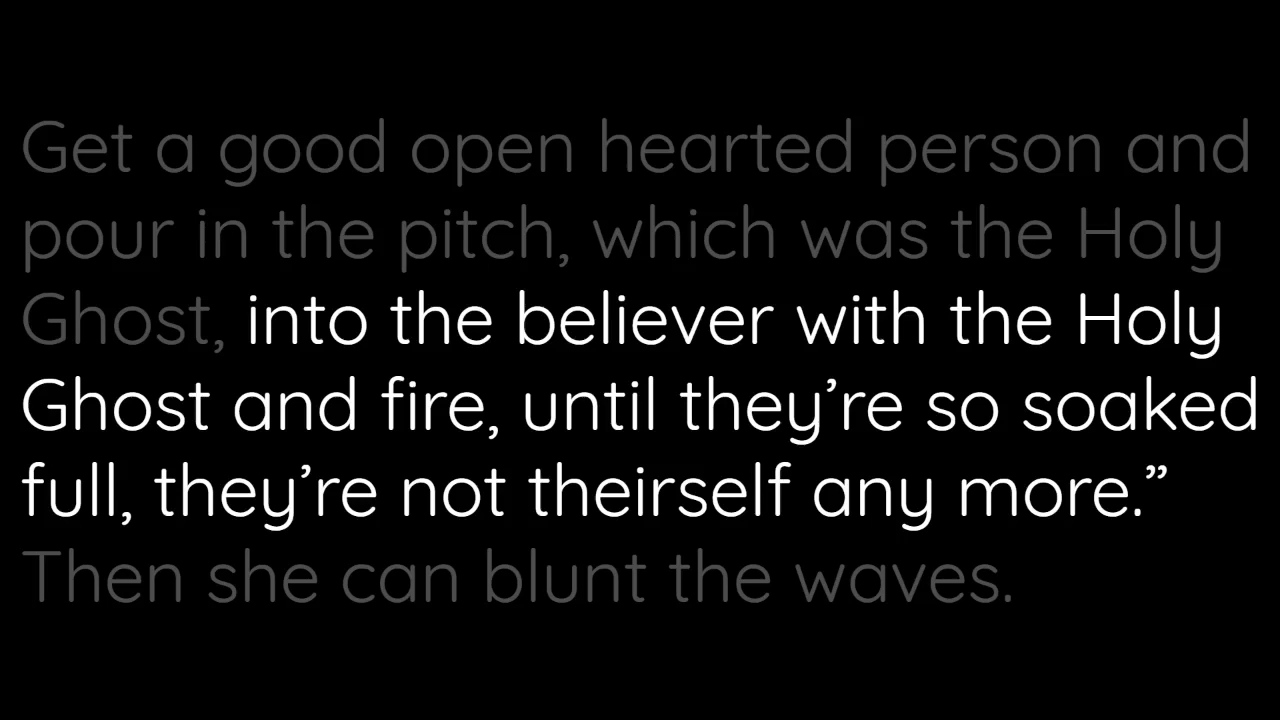 Get a good open hearted person and
pour in the pitch, which was the Holy
Ghost, into the believer with the Holy
Ghost and fire, until they’re so soaked
full, they’re not theirself any more.”
Then she can blunt the waves.